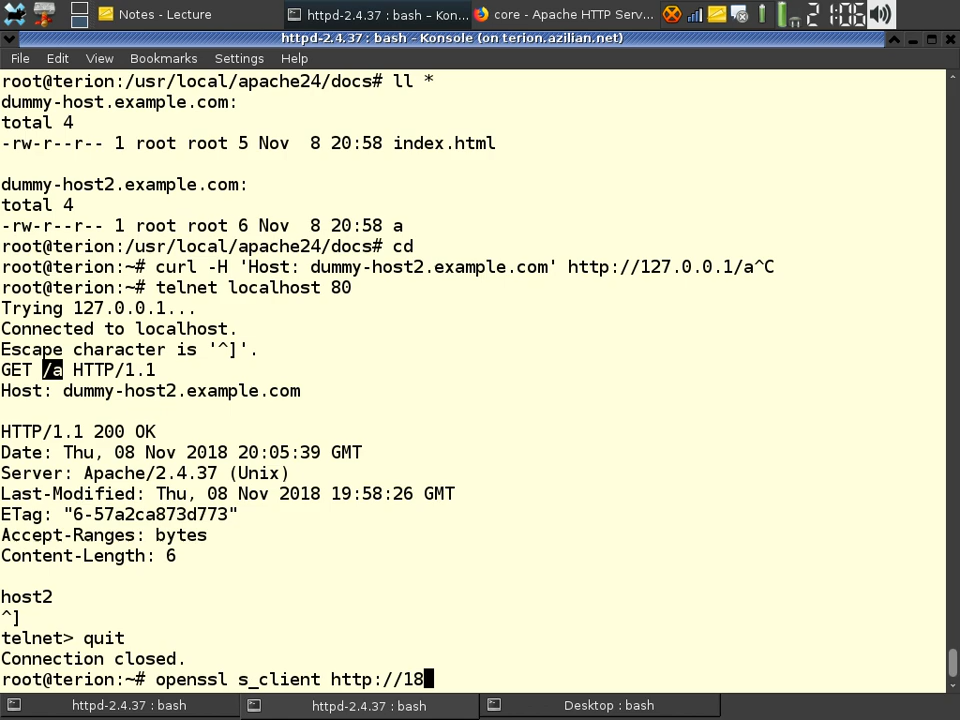 Notes - Lecture
httpd-2.4.37 : bash – Kon...
core - Apache HTTP Serv...
2 1:06
httpd-2.4.37 : bash - Konsole (on terion.azilian.net)
File Edit View Bookmarks Settings Help
root@terion:/usr/local/apache24/docs# ll *
dummy-host.example.com:
total 4
-rw-r--r-- 1 root root 5 Nov  8 20:58 index.html

dummy-host2.example.com:
total 4
-rw-r--r-- 1 root root 6 Nov  8 20:58 a
root@terion:/usr/local/apache24/docs# cd
root@terion:~# curl -H 'Host: dummy-host2.example.com' http://127.0.0.1/a^C
root@terion:~# telnet localhost 80
Trying 127.0.0.1...
Connected to localhost.
Escape character is '^]'.
GET /a HTTP/1.1
Host: dummy-host2.example.com

HTTP/1.1 200 OK
Date: Thu, 08 Nov 2018 20:05:39 GMT
Server: Apache/2.4.37 (Unix)
Last-Modified: Thu, 08 Nov 2018 19:58:26 GMT
ETag: "6-57a2ca873d773"
Accept-Ranges: bytes
Content-Length: 6

host2
^]
telnet> quit
Connection closed.
root@terion:~# openssl s_client http://18
httpd-2.4.37 : bash
httpd-2.4.37 : bash
Desktop : bash